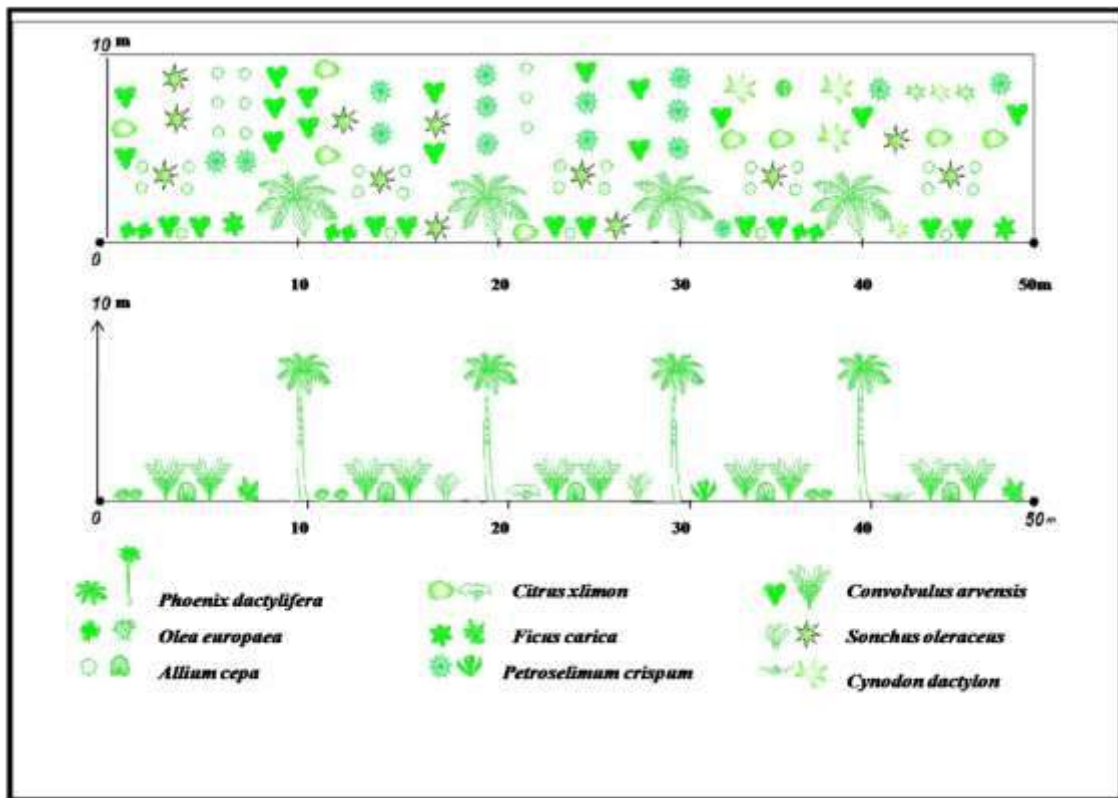 10 m
0
10 20 30 40 50m
10 m
0
10 20 30 40 50 m
Phoenix dactylifera Citrus xlimon Convolvulus arvensis
Olea europaea Ficus carica Sonchus oleraceus
Allium cepa Petroselimum crispum Cynodon dactylon